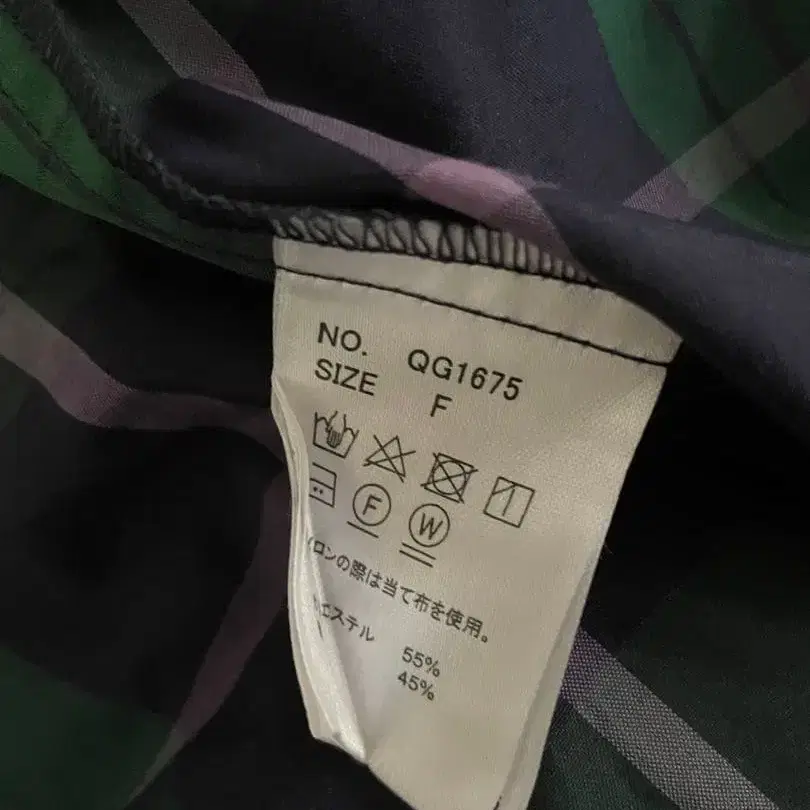 NO. QG1675
SIZE F
F W
ロンの際は当て布を使用。
エステル 55%
45%